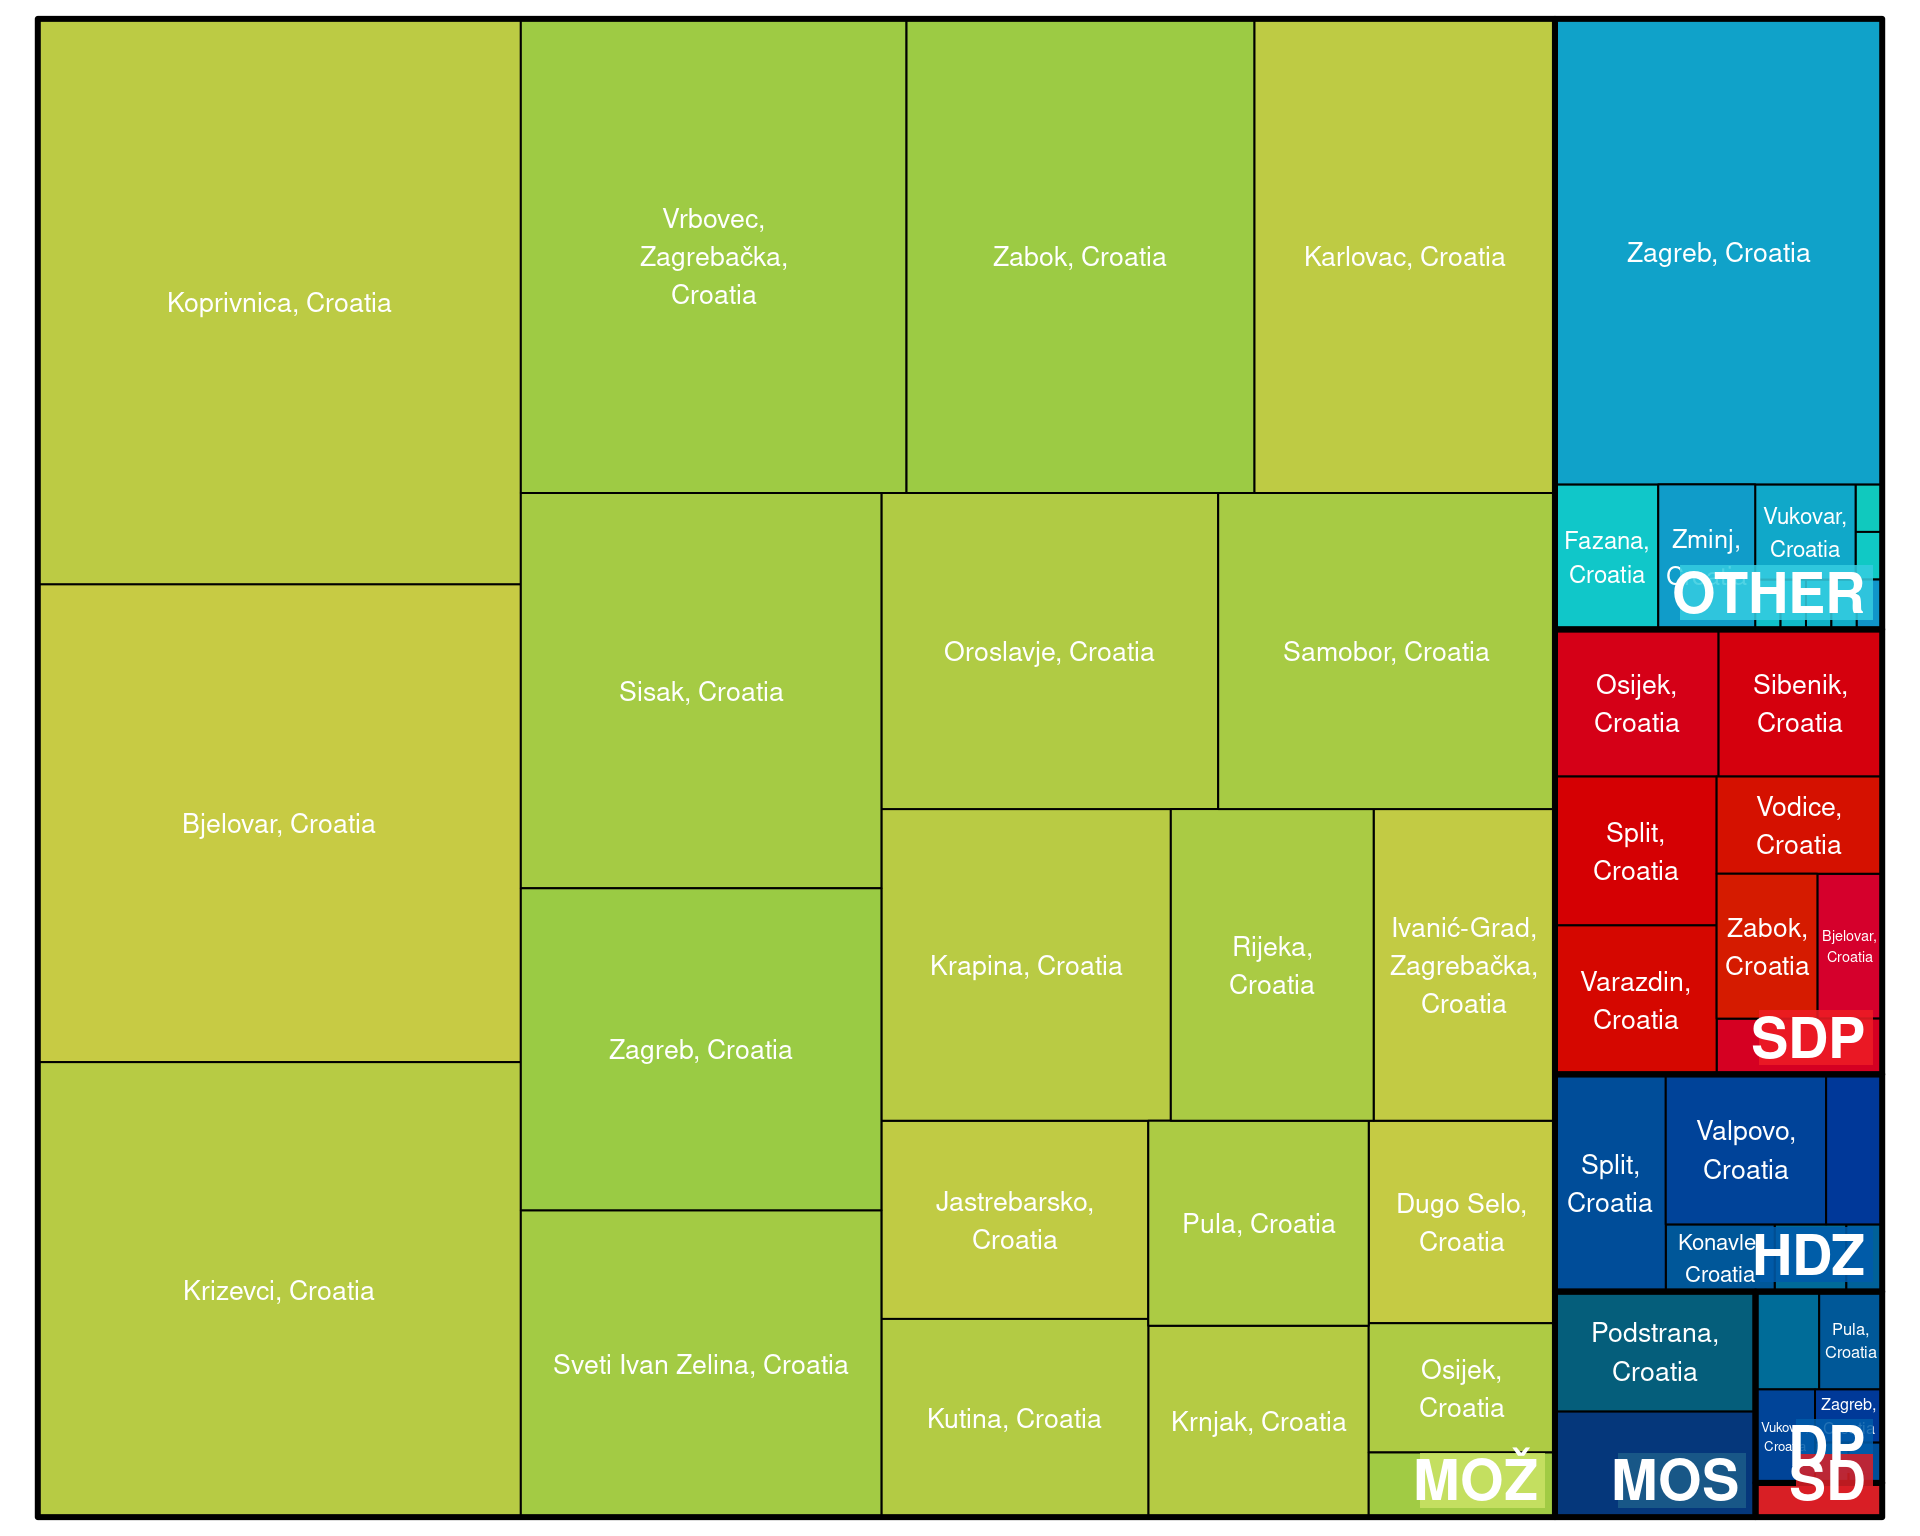 Koprivnica, Croatia
Bjelovar, Croatia
Krizevci, Croatia
Vrbovec,
Zagrebačka,
Croatia
Zabok, Croatia
Karlovac, Croatia
Sisak, Croatia
Zagreb, Croatia
Sveti Ivan Zelina, Croatia
Oroslavje, Croatia
Samobor, Croatia
Krapina, Croatia
Rijeka,
Croatia
Ivanić-Grad,
Zagrebačka,
Croatia
Jastrebarsko,
Croatia
Kutina, Croatia
Pula, Croatia
Krnjak, Croatia
Dugo Selo,
Croatia
Osijek,
Croatia
MOŽ
Zagreb, Croatia
Fazana,
Croatia
Zminj,
Croatia
Vukovar,
Croatia
OTHER
Osijek,
Croatia
Sibenik,
Croatia
Split,
Croatia
Vodice,
Croatia
Varazdin,
Croatia
Zabok,
Croatia
Bjelovar,
Croatia
SDP
Split,
Croatia
Valpovo,
Croatia
Konavle
Croatia
HDZ
Podstrana,
Croatia
MOS
Pula,
Croatia
Zagreb,
Croatia
DP
SD